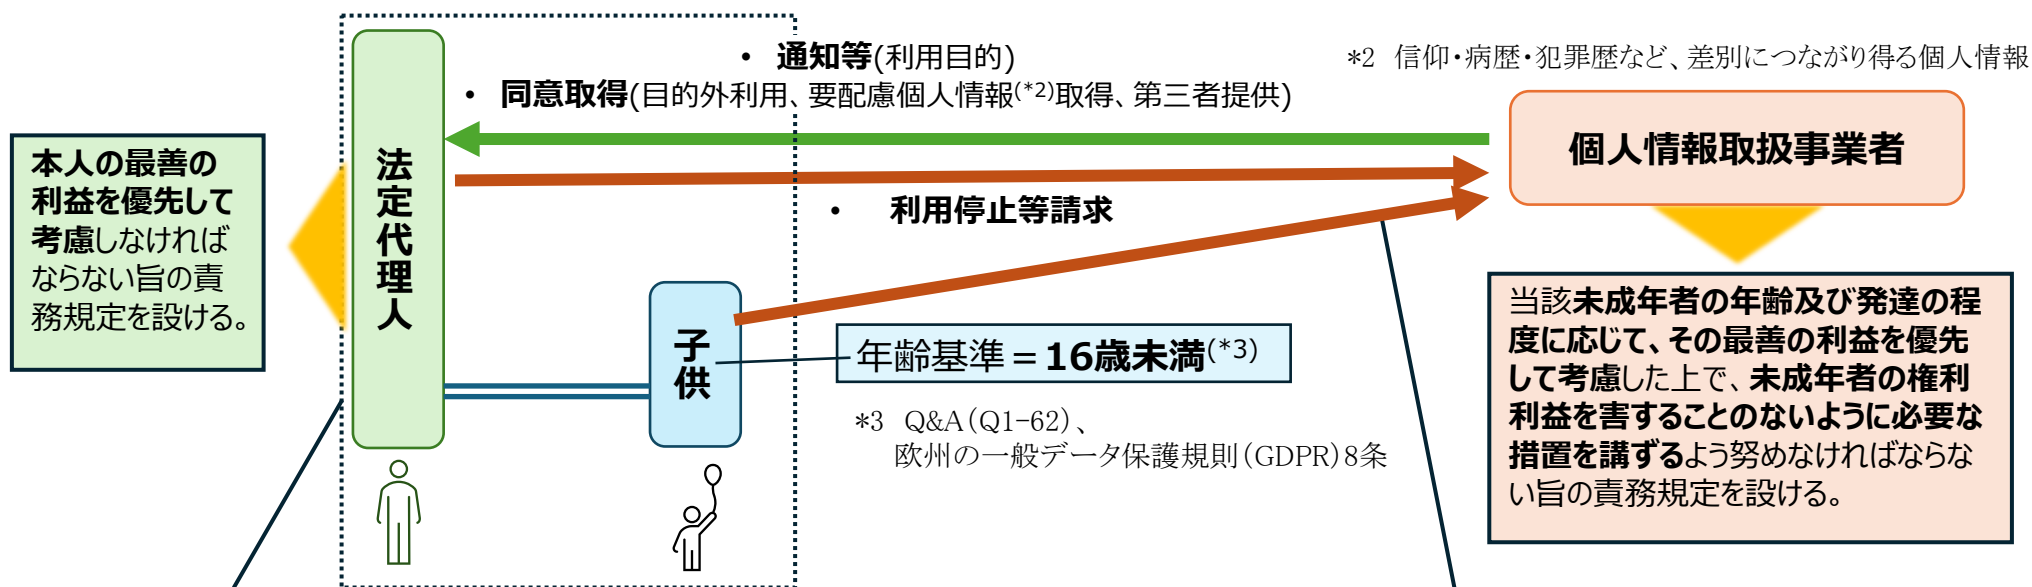 • 通知等(利用目的)
• 同意取得(目的外利用、要配慮個人情報(*2)取得、第三者提供)
*2 信仰・病歴・犯罪歴など、差別につながり得る個人情報
本人の最善の
利益を優先して
考慮しなければ
ならない旨の責
務規定を設ける。
法定代理人
個人情報取扱事業者
• 利用停止等請求
子供
年齢基準＝16歳未満(*3)
*3 Q&A(Q1-62)、
欧州の一般データ保護規則(GDPR)8条
当該未成年者の年齢及び発達の程
度に応じて、その最善の利益を優先
して考慮した上で、未成年者の権利
利益を害することのないように必要な
措置を講ずるよう努めなければならな
い旨の責務規定を設ける。